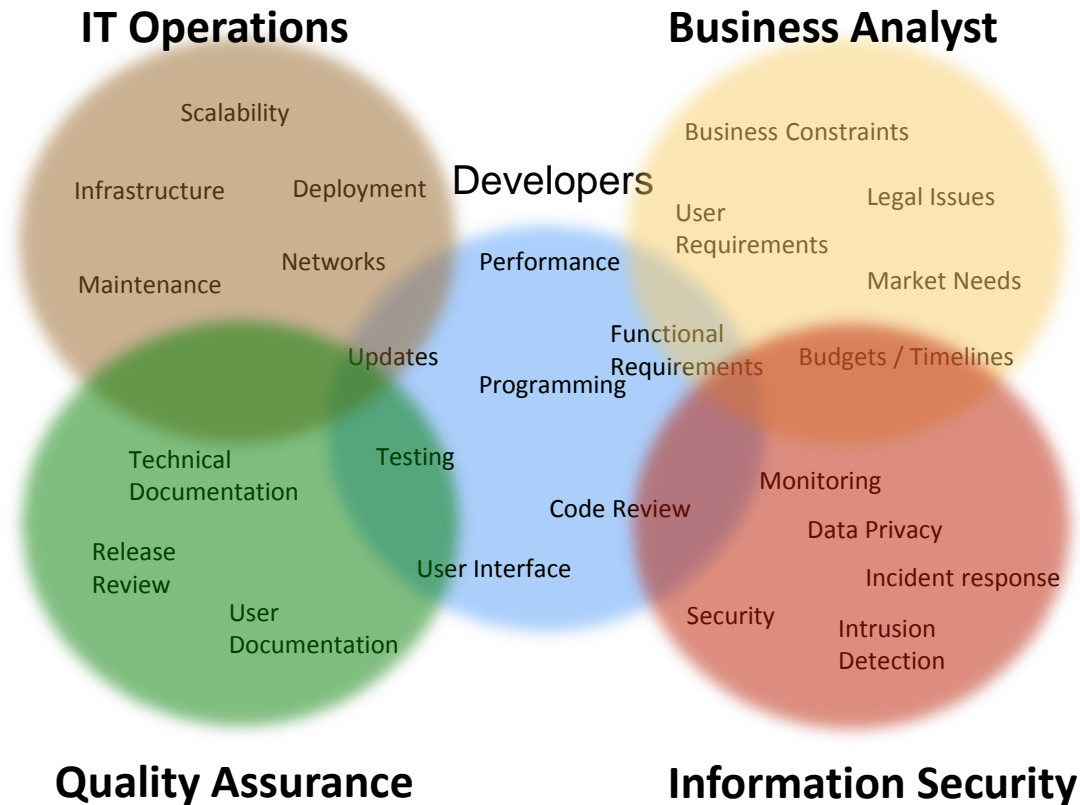 IT Operations
Business Analyst
Scalability
Business Constraints
Infrastructure
Deployment
Developers
Legal Issues
User
Requirements
Networks
Performance
Maintenance
Market Needs
Functional
Requirements
Updates
Budgets / Timelines
Programming
Technical
Documentation
Testing
Monitoring
Code Review
Data Privacy
Release
Review
User Interface
Incident response
User
Documentation
Security
Intrusion
Detection
Quality Assurance
Information Security